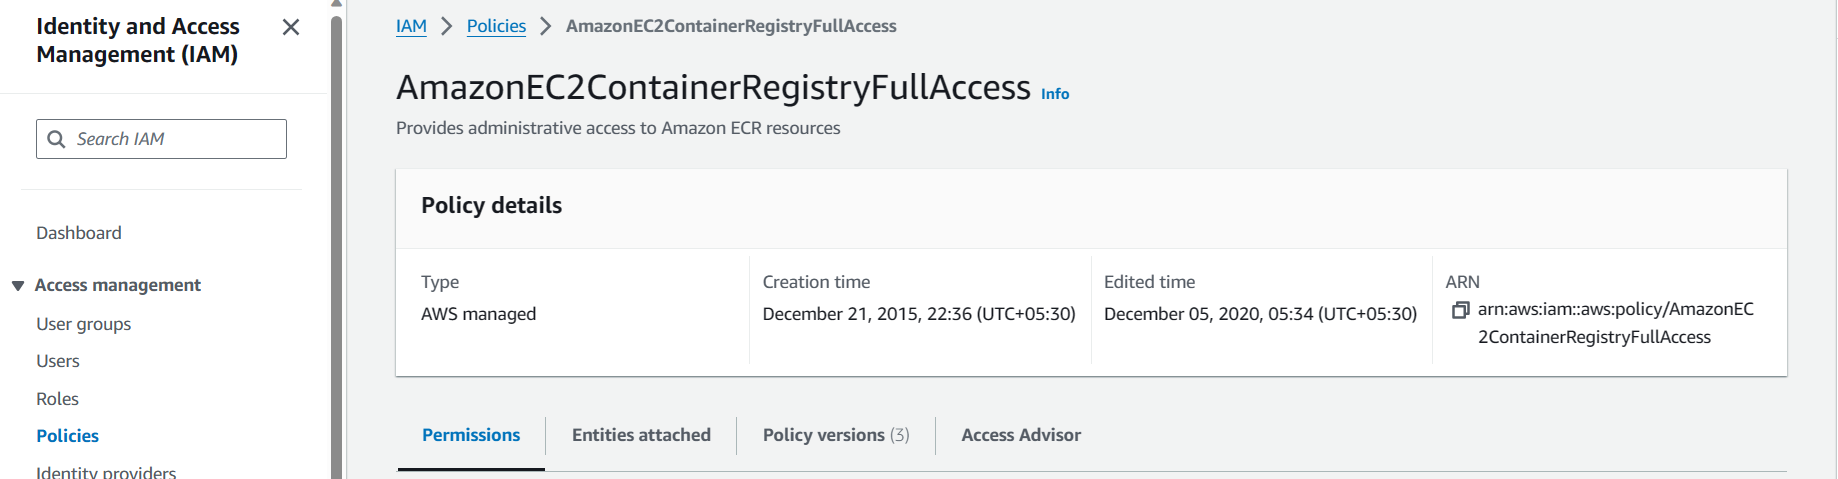 Identity and Access
Management (IAM)
Search IAM
Dashboard
Access management
User groups
Users
Roles
Policies
Identity providers
IAM
Policies
AmazonEC2ContainerRegistryFullAccess
AmazonEC2ContainerRegistryFullAccess Info
Provides administrative access to Amazon ECR resources
Policy details
Type
AWS managed
Creation time
December 21, 2015, 22:36 (UTC+05:30)
Edited time
December 05, 2020, 05:34 (UTC+05:30)
ARN
arn:aws:iam::aws:policy/AmazonEC
2ContainerRegistryFullAccess
Permissions
Entities attached
Policy versions (3)
Access Advisor